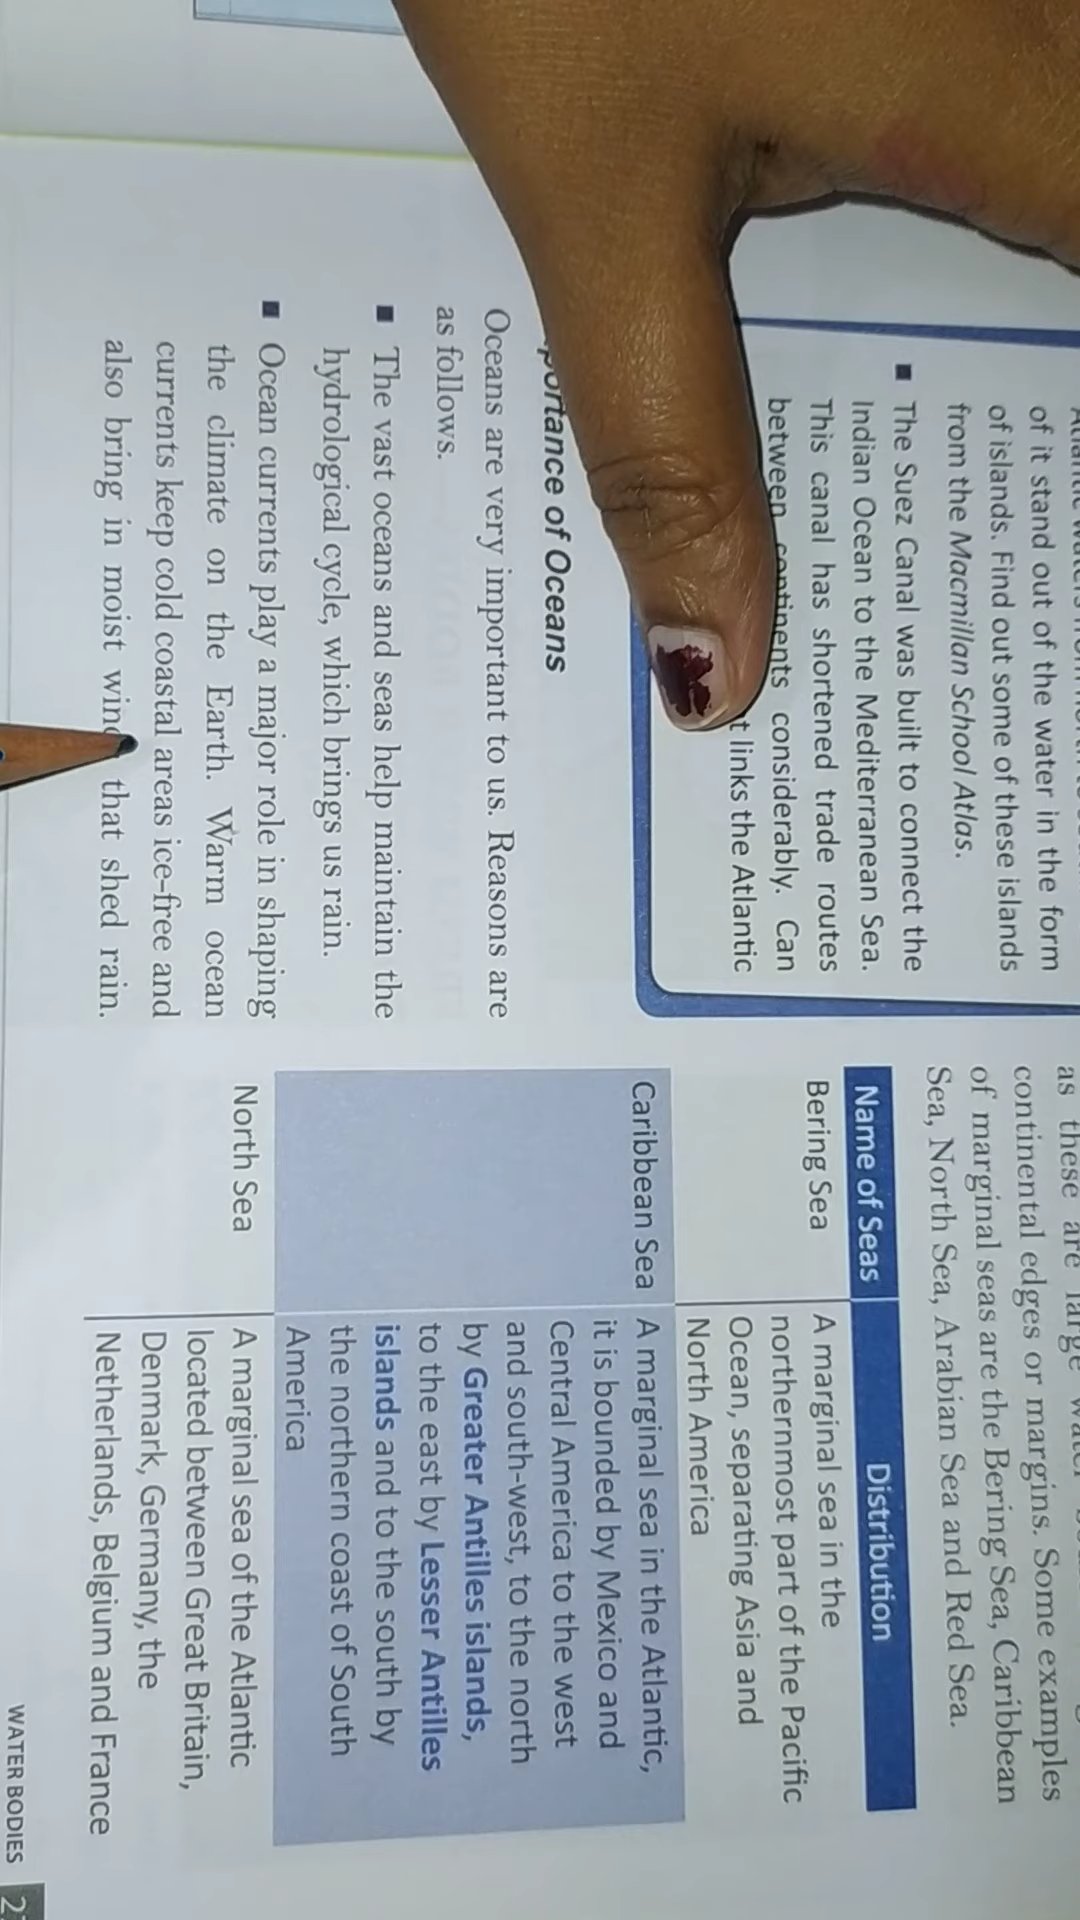 of it stand out of the water in the form
of islands. Find out some of these islands
from the Macmillan School Atlas.
▪ The Suez Canal was built to connect the
Indian Ocean to the Mediterranean Sea.
This canal has shortened trade routes
between continents considerably. Can
links the Atlantic
of Oceans
Oceans are very important to us. Reasons are
as follows.
▪ The vast oceans and seas help maintain the
hydrological cycle, which brings us rain.
▪ Ocean currents play a major role in shaping
the climate on the Earth. Warm ocean
currents keep cold coastal areas ice-free and
also bring in moist that shed rain.
as these are large
continental edges or margins. Some examples
of marginal seas are the Bering Sea, Caribbean
Sea, North Sea, Arabian Sea and Red Sea.
Name of Seas Distribution
Bering Sea A marginal sea in the
northernmost part of the Pacific
Ocean, separating Asia and
North America
Caribbean Sea A marginal sea in the Atlantic,
it is bounded by Mexico and
Central America to the west
and south-west, to the north
by Greater Antilles islands,
to the east by Lesser Antilles
islands and to the south by
the northern coast of South
America
North Sea A marginal sea of the Atlantic
located between Great Britain,
Denmark, Germany, the
Netherlands, Belgium and France
WATER BODIES